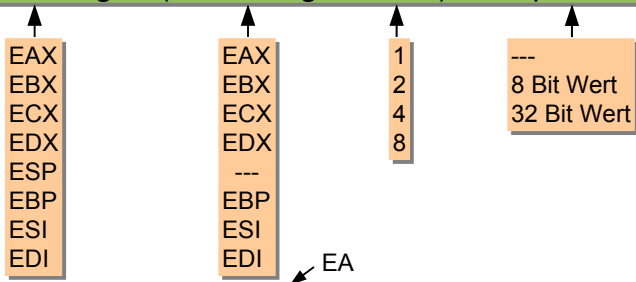 EAX EAX 1 ---
EBX EBX 2 8 Bit Wert
ECX ECX 4 32 Bit Wert
EDX EDX 8
ESP ---
EBP EBP
ESI ESI
EDI EDI
EA